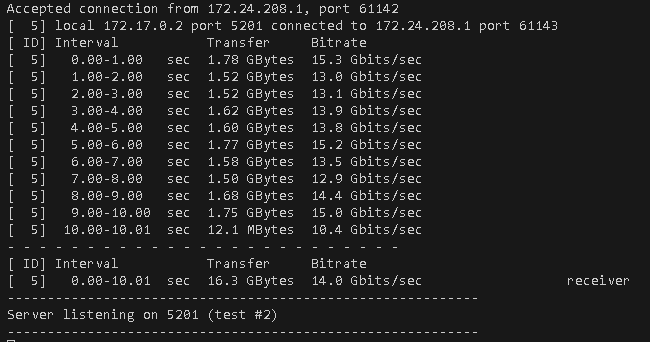 Accepted connection from 172.24.208.1, port 61142
[  5] local 172.17.0.2 port 5201 connected to 172.24.208.1 port 61143
[ ID] Interval           Transfer     Bitrate
[  5]   0.00-1.00   sec  1.78 GBytes  15.3 Gbits/sec
[  5]   1.00-2.00   sec  1.52 GBytes  13.0 Gbits/sec
[  5]   2.00-3.00   sec  1.52 GBytes  13.1 Gbits/sec
[  5]   3.00-4.00   sec  1.62 GBytes  13.9 Gbits/sec
[  5]   4.00-5.00   sec  1.60 GBytes  13.8 Gbits/sec
[  5]   5.00-6.00   sec  1.77 GBytes  15.2 Gbits/sec
[  5]   6.00-7.00   sec  1.58 GBytes  13.5 Gbits/sec
[  5]   7.00-8.00   sec  1.50 GBytes  12.9 Gbits/sec
[  5]   8.00-9.00   sec  1.68 GBytes  14.4 Gbits/sec
[  5]   9.00-10.00  sec  1.75 GBytes  15.0 Gbits/sec
[  5]  10.00-10.01  sec  12.1 MBytes  10.4 Gbits/sec
- - - - - - - - - - - - - - - - - - - - - - - - -
[ ID] Interval           Transfer     Bitrate
[  5]   0.00-10.01  sec  16.3 GBytes  14.0 Gbits/sec                  receiver
-----------------------------------------------------------
Server listening on 5201 (test #2)
-----------------------------------------------------------